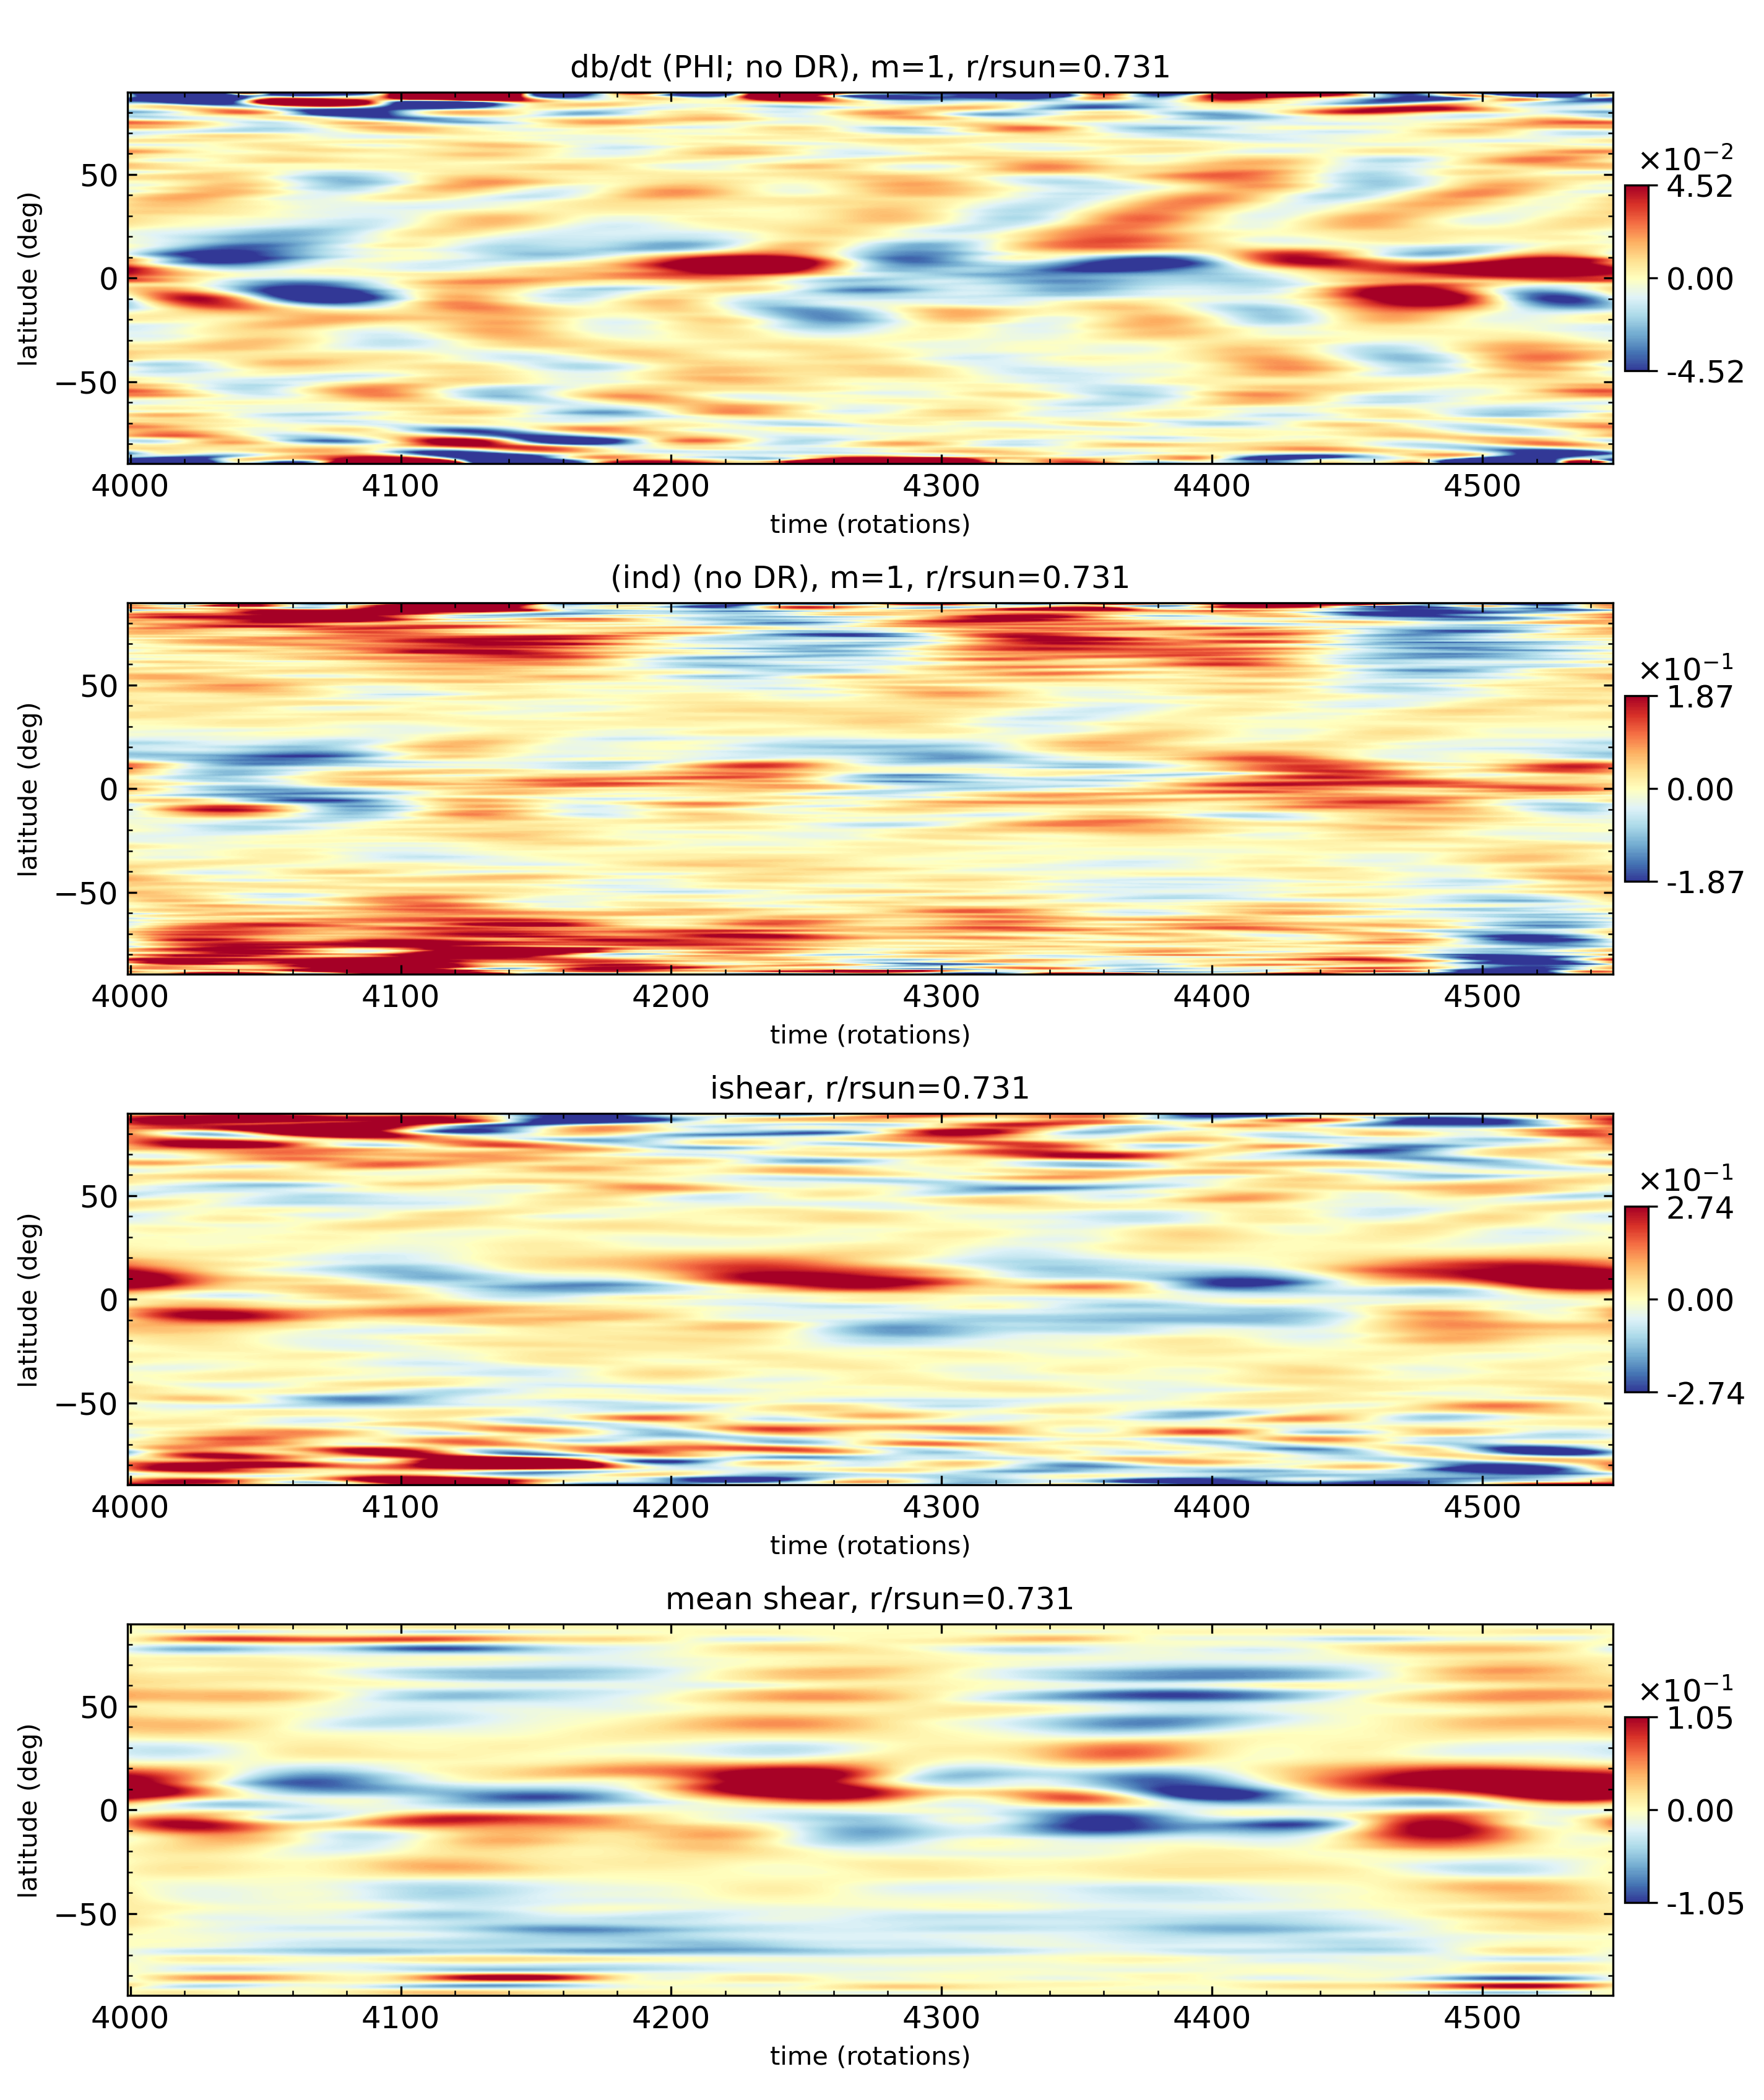 db/dt (PHI; no DR), m=1, r/rsun=0.731
×10⁻²
4.52
0.00
-4.52
50
0
−50
latitude (deg)
4000 4100 4200 4300 4400 4500
time (rotations)
(ind) (no DR), m=1, r/rsun=0.731
×10⁻¹
1.87
0.00
-1.87
50
0
−50
latitude (deg)
4000 4100 4200 4300 4400 4500
time (rotations)
ishear, r/rsun=0.731
×10⁻¹
2.74
0.00
-2.74
50
0
−50
latitude (deg)
4000 4100 4200 4300 4400 4500
time (rotations)
mean shear, r/rsun=0.731
×10⁻¹
1.05
0.00
-1.05
50
0
−50
latitude (deg)
4000 4100 4200 4300 4400 4500
time (rotations)